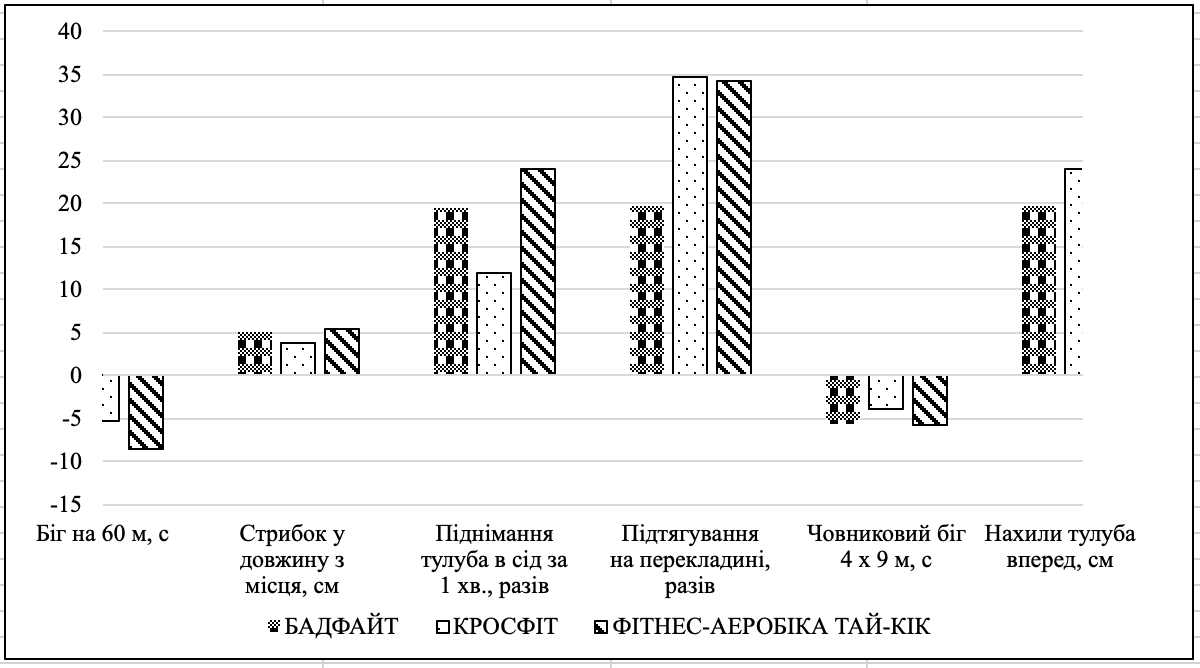 40
35
30
25
20
15
10
5
0
-5
-10
-15
Біг на 60 м, с
Стрибок у
довжину з
місця, см
Піднімання
тулуба в сід за
1 хв., разів
Підтягування
на перекладині,
разів
Човниковий біг
4 х 9 м, с
Нахили тулуба
вперед, см
БАДФАЙТ КРОСФІТ ФІТНЕС-АЕРОБІКА ТАЙ-КІК